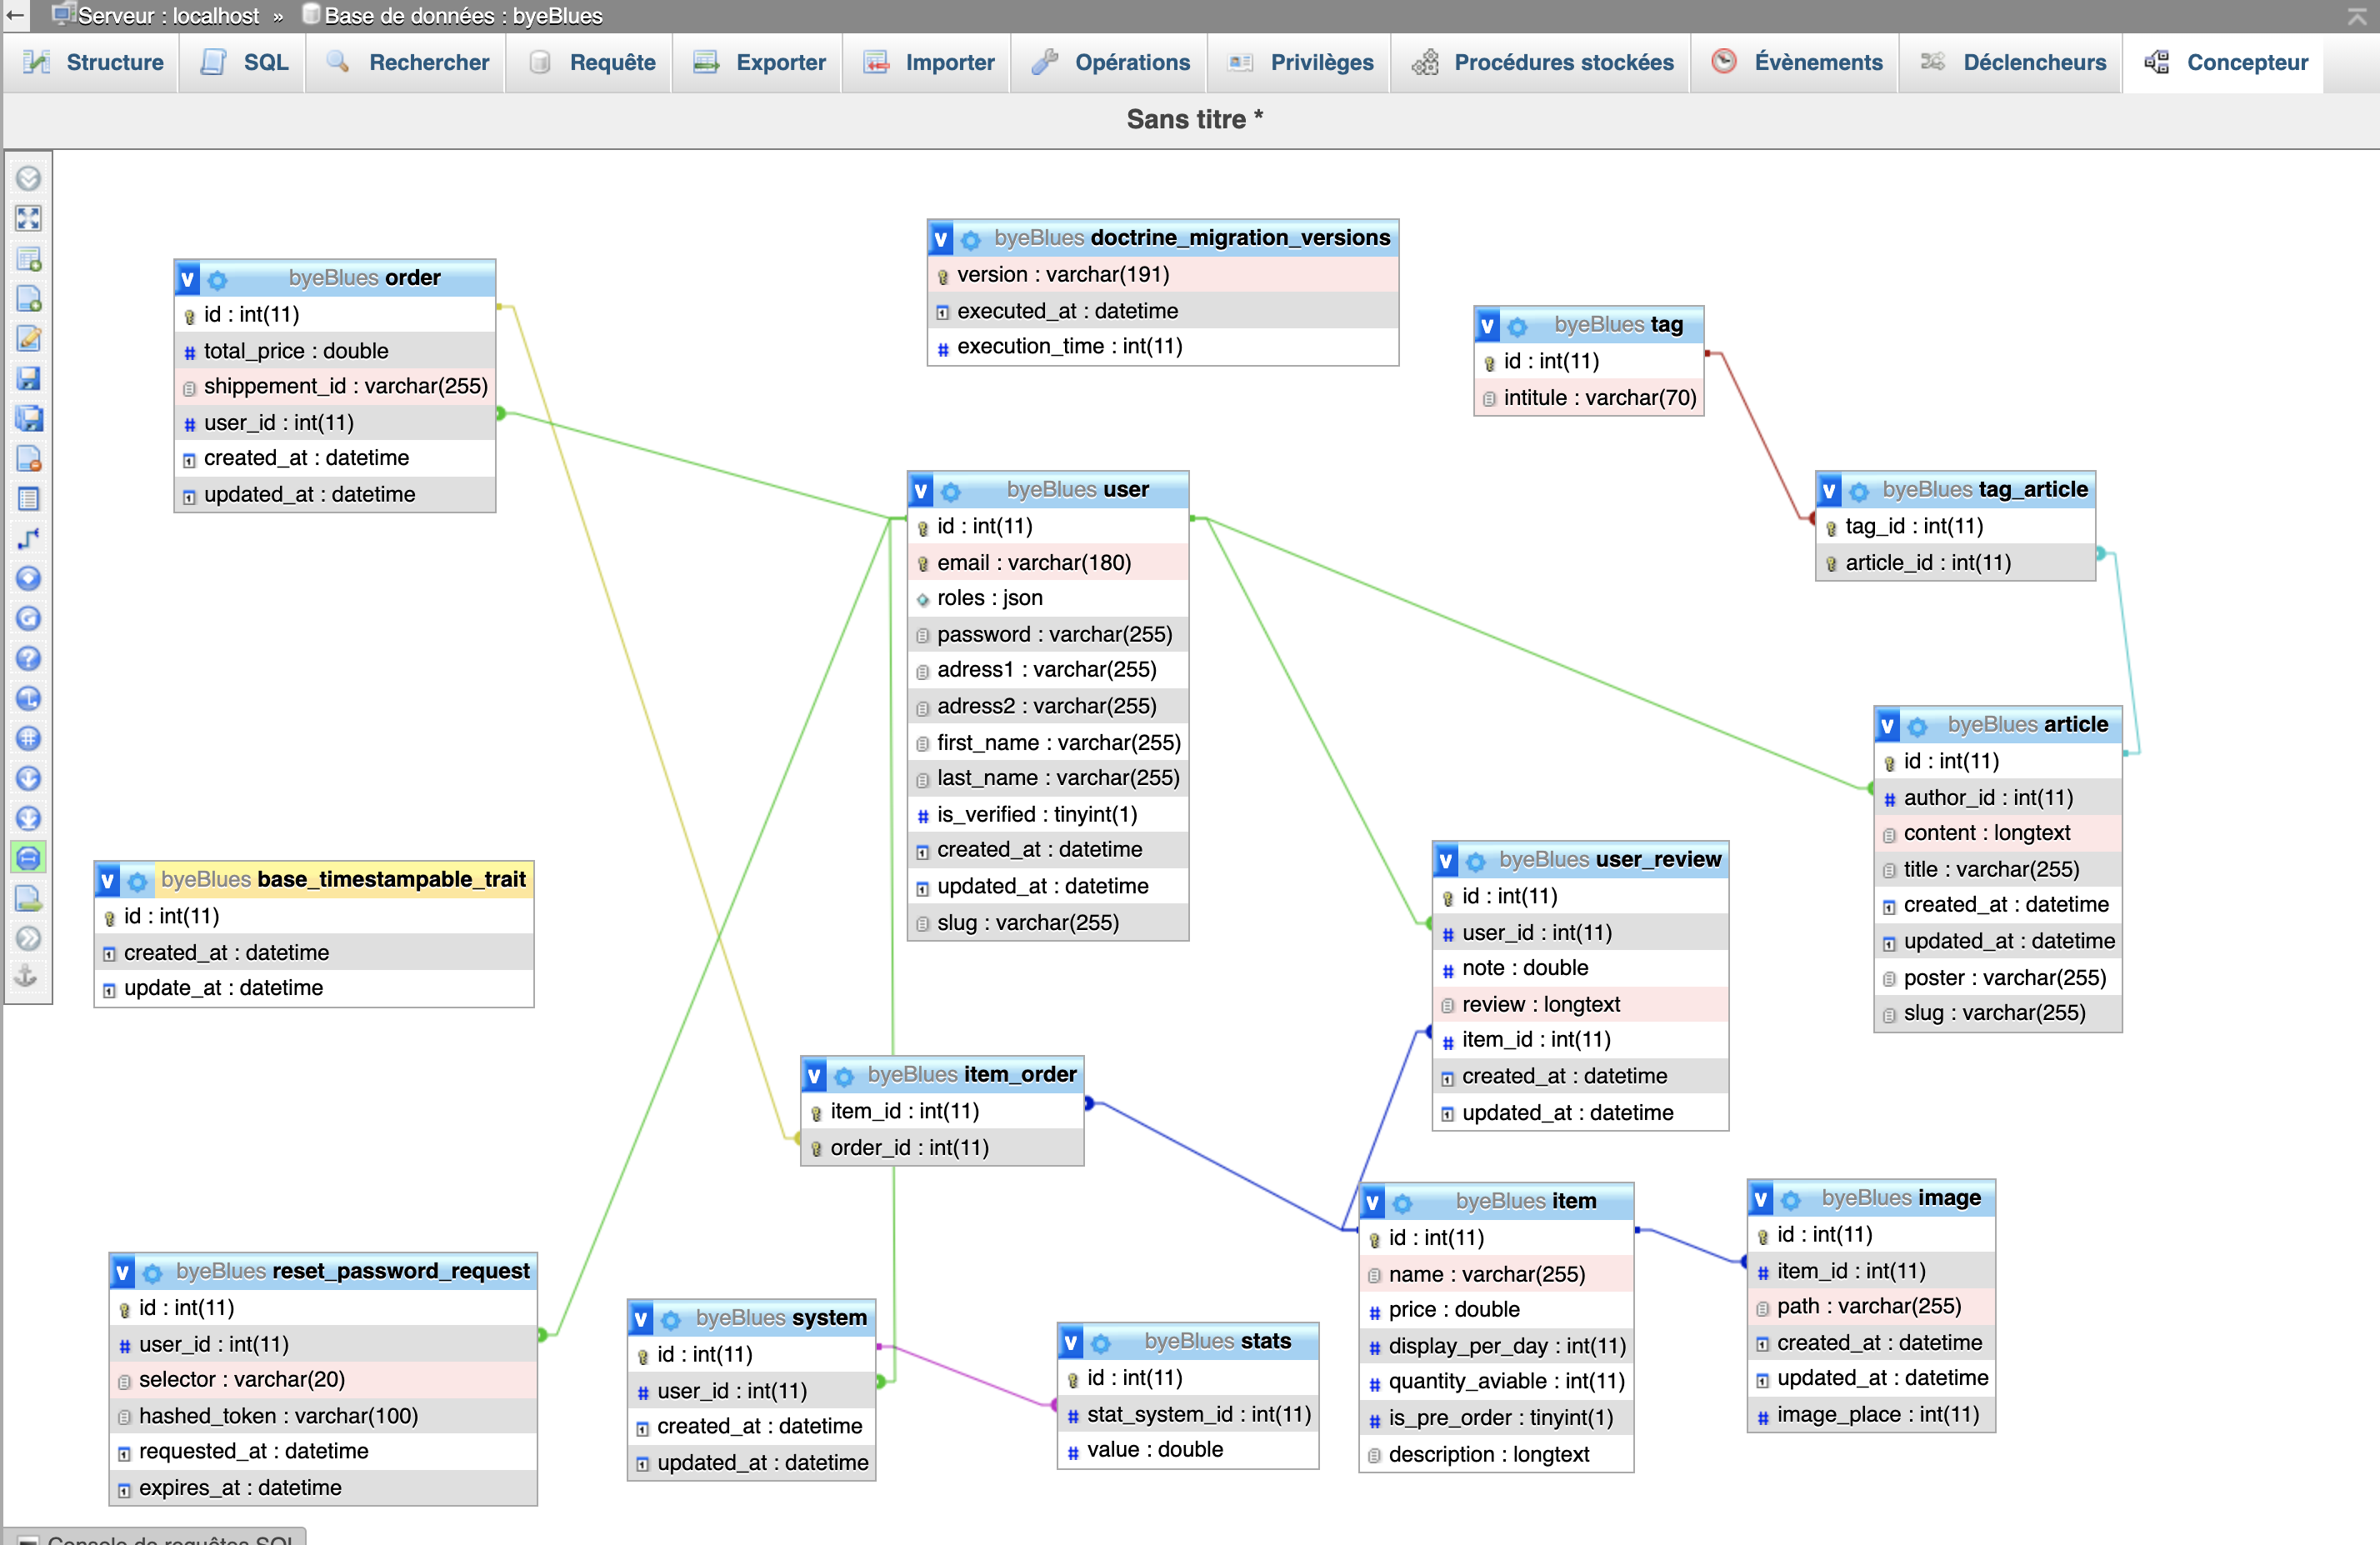 Serveur : localhost » Base de données : byeBlues
Structure SQL Rechercher Requête Exporter Importer Opérations Privilèges Procédures stockées Évènements Déclencheurs Concepteur
Sans titre *
byeBlues order
id : int(11)
total_price : double
shippement_id : varchar(255)
user_id : int(11)
created_at : datetime
updated_at : datetime
byeBlues doctrine_migration_versions
version : varchar(191)
executed_at : datetime
execution_time : int(11)
byeBlues tag
id : int(11)
intitule : varchar(70)
byeBlues user
id : int(11)
email : varchar(180)
roles : json
password : varchar(255)
adress1 : varchar(255)
adress2 : varchar(255)
first_name : varchar(255)
last_name : varchar(255)
is_verified : tinyint(1)
created_at : datetime
updated_at : datetime
slug : varchar(255)
byeBlues tag_article
tag_id : int(11)
article_id : int(11)
byeBlues article
id : int(11)
author_id : int(11)
content : longtext
title : varchar(255)
created_at : datetime
updated_at : datetime
poster : varchar(255)
slug : varchar(255)
byeBlues base_timestampable_trait
id : int(11)
created_at : datetime
update_at : datetime
byeBlues user_review
id : int(11)
user_id : int(11)
note : double
review : longtext
item_id : int(11)
created_at : datetime
updated_at : datetime
byeBlues item_order
item_id : int(11)
order_id : int(11)
byeBlues item
id : int(11)
name : varchar(255)
price : double
display_per_day : int(11)
quantity_aviable : int(11)
is_pre_order : tinyint(1)
description : longtext
byeBlues image
id : int(11)
item_id : int(11)
path : varchar(255)
created_at : datetime
updated_at : datetime
image_place : int(11)
byeBlues reset_password_request
id : int(11)
user_id : int(11)
selector : varchar(20)
hashed_token : varchar(100)
requested_at : datetime
expires_at : datetime
byeBlues system
id : int(11)
user_id : int(11)
created_at : datetime
updated_at : datetime
byeBlues stats
id : int(11)
stat_system_id : int(11)
value : double
Console de requêtes SQL